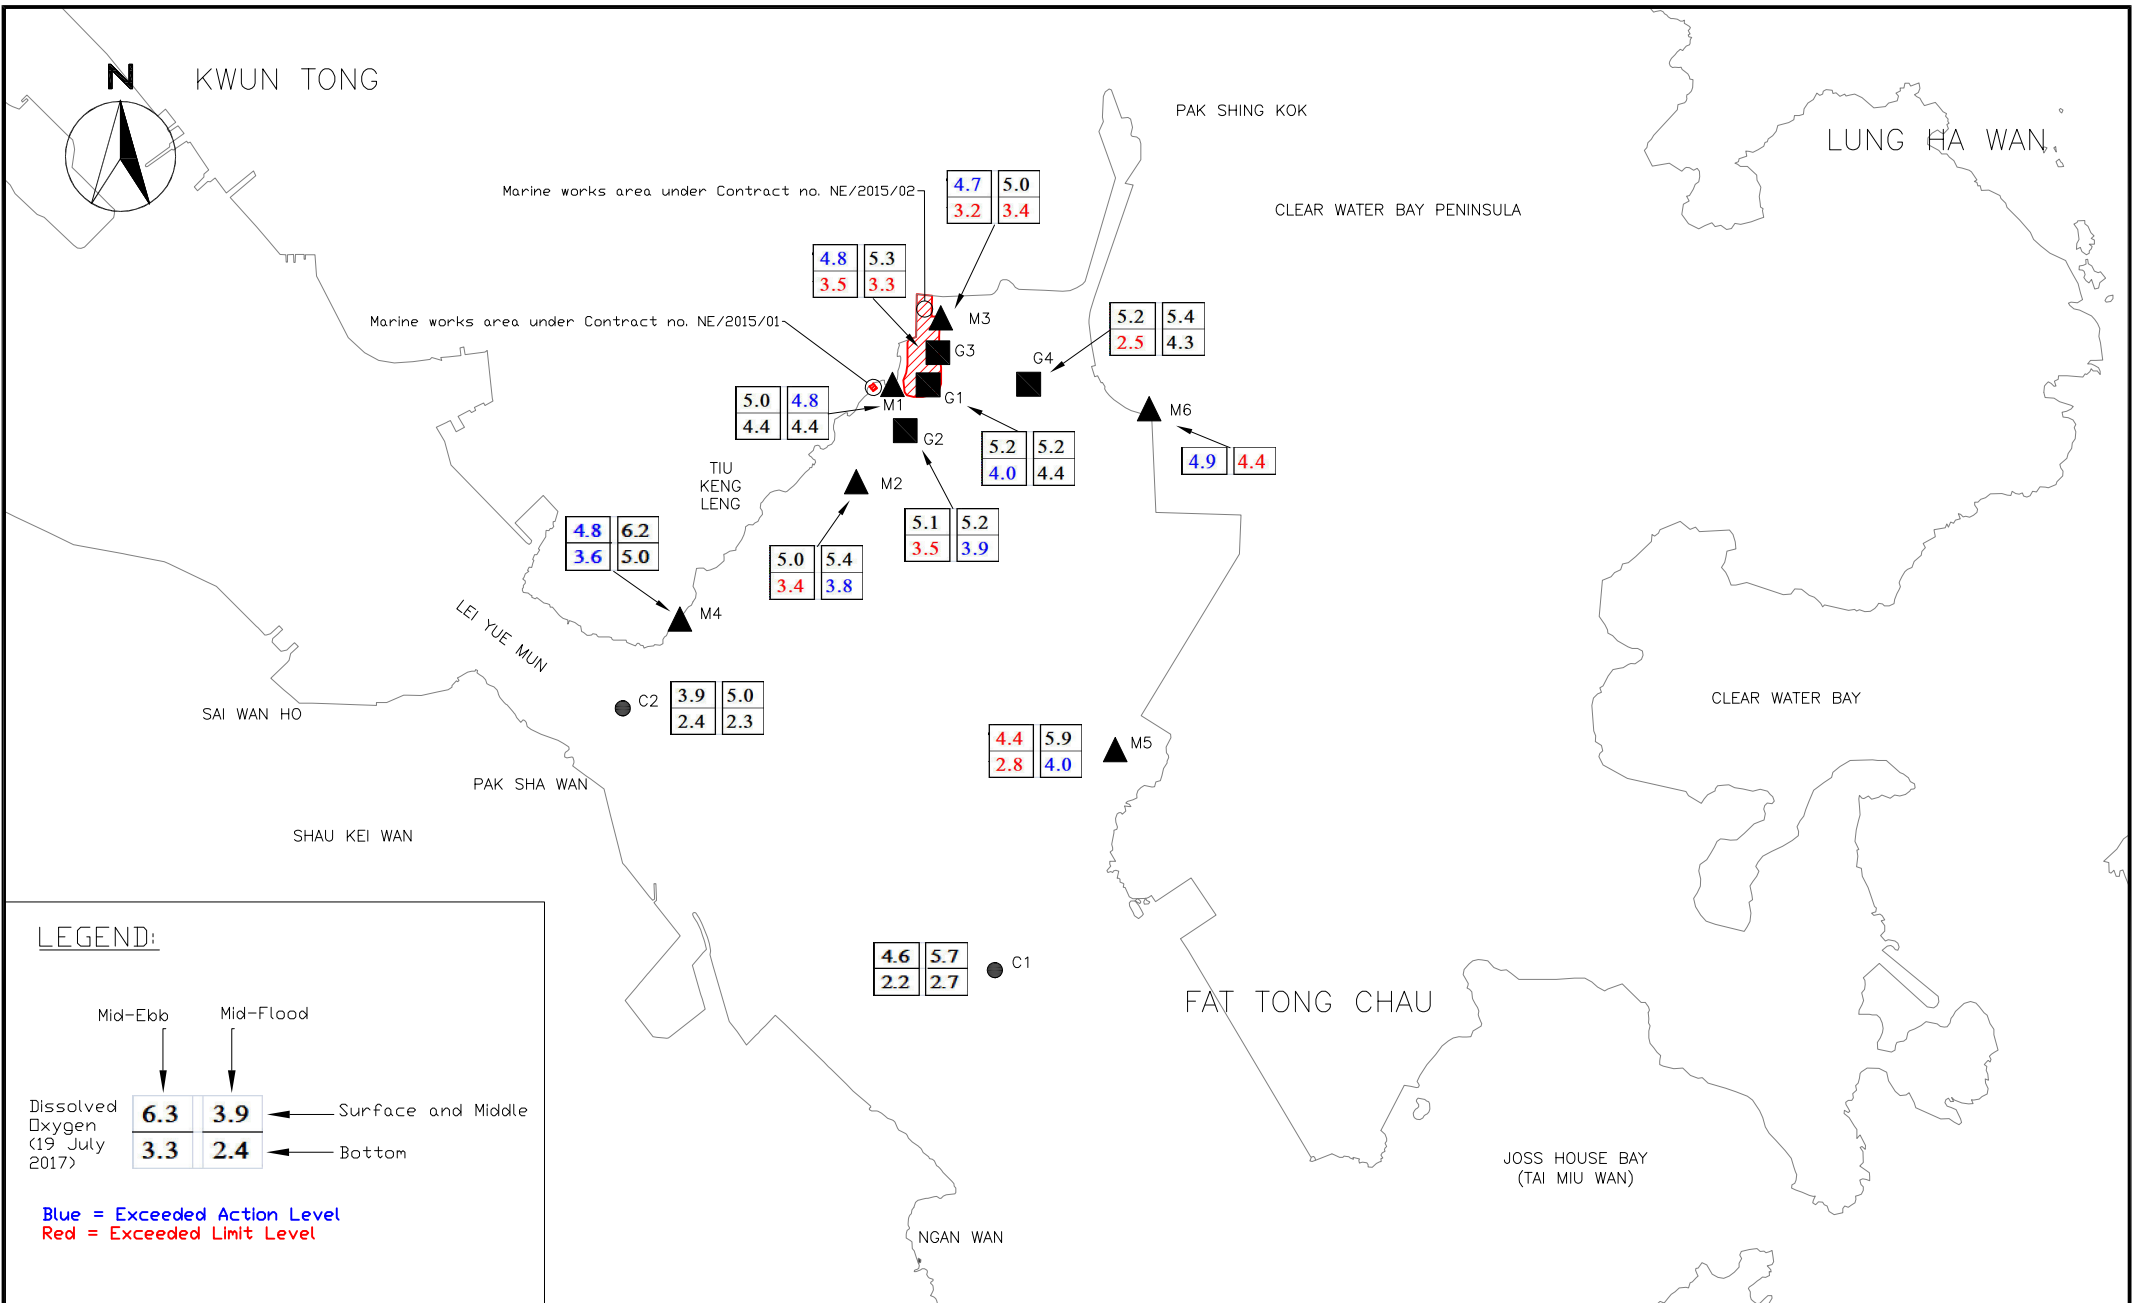 N
KWUN TONG
PAK SHING KOK
LUNG HA WAN
Marine works area under Contract no. NE/2015/02
4.7 5.0
3.2 3.4
CLEAR WATER BAY PENINSULA
4.8 5.3
3.5 3.3
Marine works area under Contract no. NE/2015/01
M3
5.2 5.4
2.5 4.3
G3
G4
5.0 4.8
4.4 4.4
M1
G1
M6
G2
5.2 5.2
4.0 4.4
4.9 4.4
TIU
KENG
LENG
M2
5.1 5.2
3.5 3.9
4.8 6.2
3.6 5.0
5.0 5.4
3.4 3.8
LEI YUE MUN
M4
C2
3.9 5.0
2.4 2.3
SAI WAN HO
CLEAR WATER BAY
4.4 5.9
2.8 4.0
M5
PAK SHA WAN
SHAU KEI WAN
LEGEND:
4.6 5.7
2.2 2.7
C1
FAT TONG CHAU
Mid-Ebb
Mid-Flood
Dissolved
Oxygen
(19 July
2017)
6.3 3.9
3.3 2.4
Surface and Middle
Bottom
JOSS HOUSE BAY
(TAI MIU WAN)
Blue = Exceeded Action Level
Red = Exceeded Limit Level
NGAN WAN